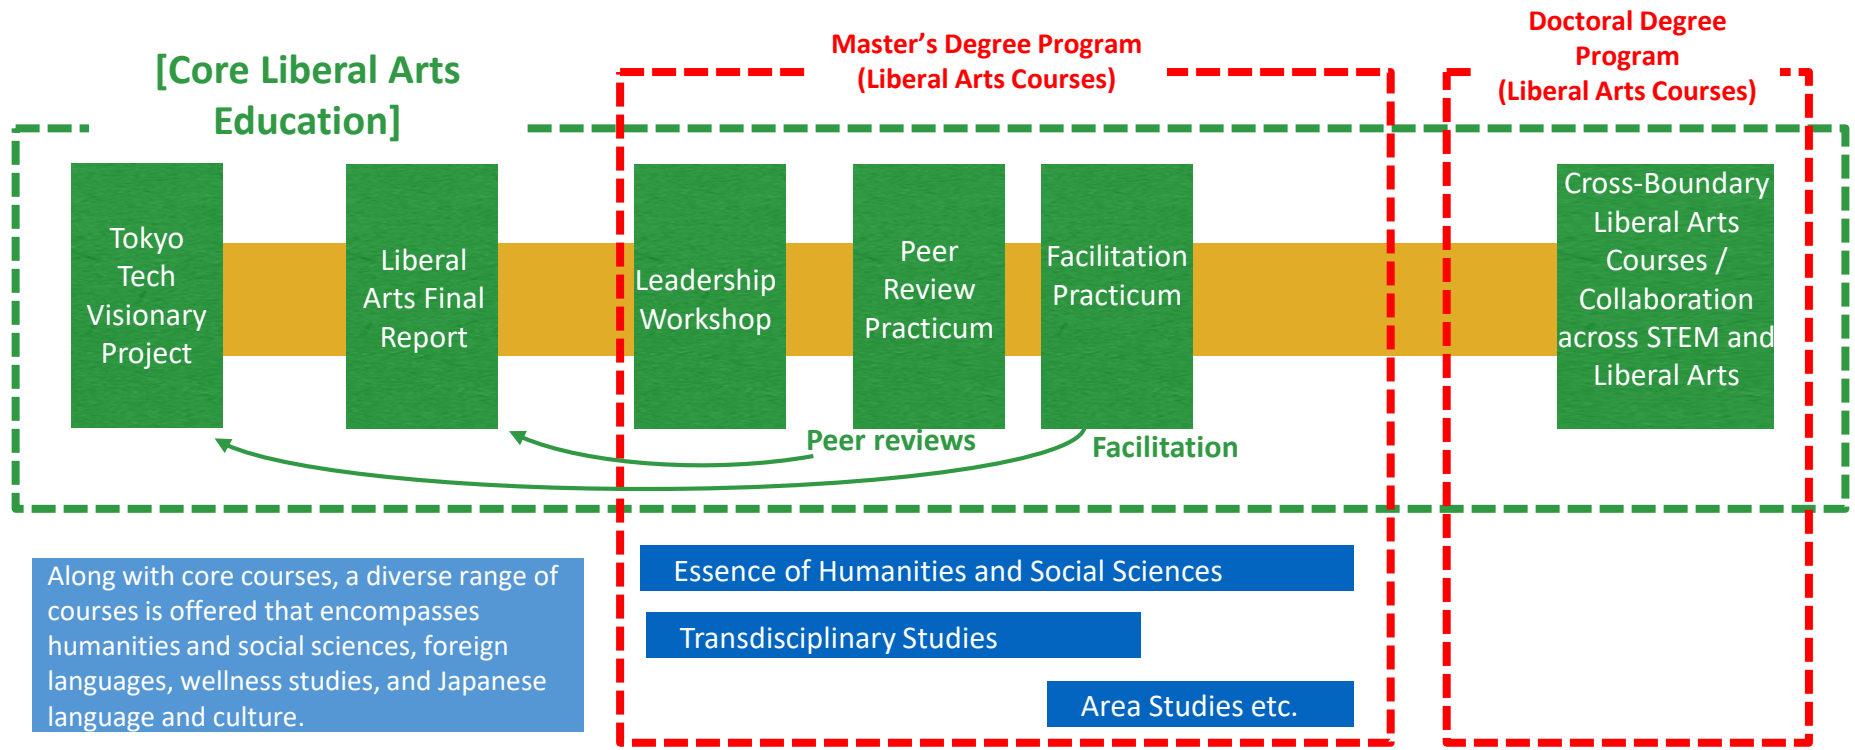 [Core Liberal Arts
Education]
Master’s Degree Program
(Liberal Arts Courses)
Doctoral Degree
Program
(Liberal Arts Courses)
Tokyo
Tech
Visionary
Project
Liberal
Arts Final
Report
Leadership
Workshop
Peer
Review
Practicum
Facilitation
Practicum
Cross-Boundary
Liberal Arts
Courses /
Collaboration
across STEM and
Liberal Arts
Peer reviews
Facilitation
Along with core courses, a diverse range of
courses is offered that encompasses
humanities and social sciences, foreign
languages, wellness studies, and Japanese
language and culture.
Essence of Humanities and Social Sciences
Transdisciplinary Studies
Area Studies etc.